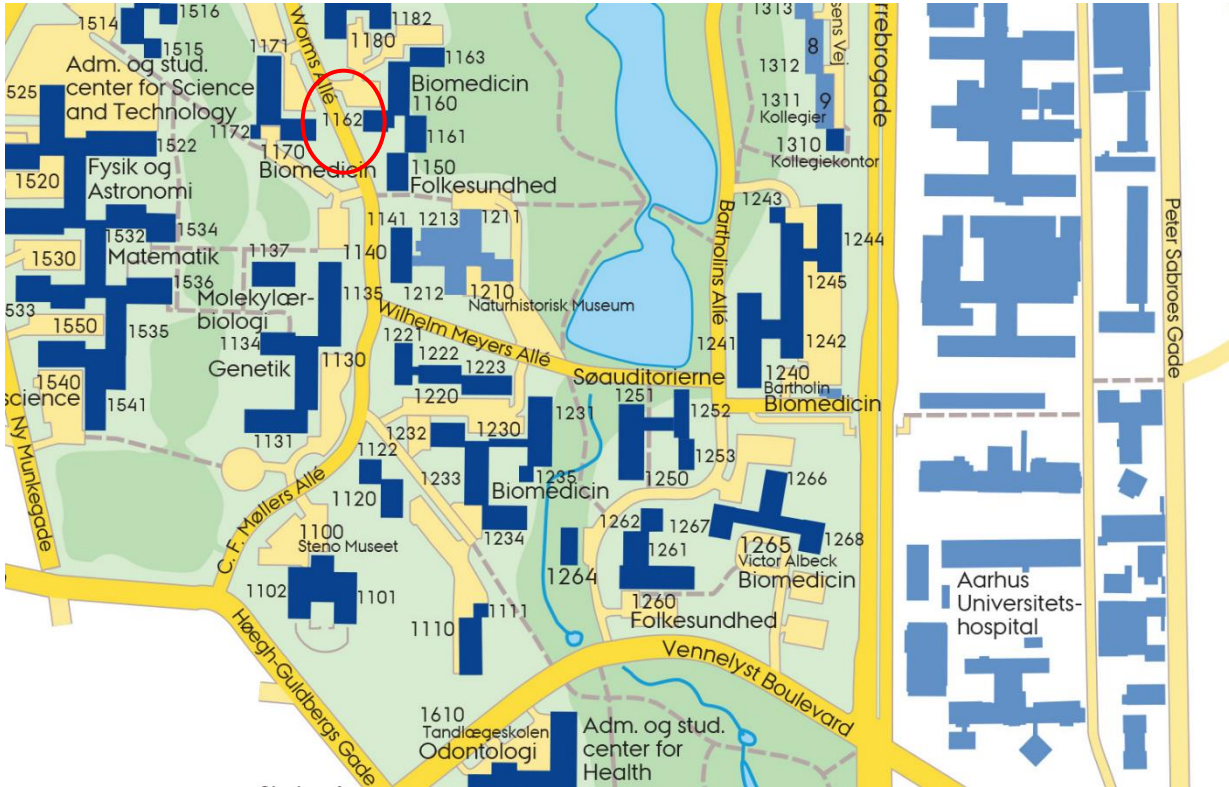 1516
1514
1515
1182
1180
1171
Worms Allé
1163
Adm. og stud.
center for Science
and Technology
525
Biomedicin
1160
1162
1161
1172
1170
1522
1150
Biomedicin
Folkesundhed
1520
Fysik og
Astronomi
1313
8
1312
1311
Kollegier
9
1310
Kollegiekontor
sens Vej
rrebrogade
1532
1534
Matematik
1530
1137
1141
1213
1211
1140
1243
1244
Bartholins Allé
Peter Sabroes Gade
1536
Molekylær-
biologi
1135
1212
1210
Naturhistorisk Museum
1245
533
1550
1535
1134
Genetik
1130
Wilhelm Meyers Allé
1221
1222
1223
1241
1242
1540
science
1541
1220
Søauditorierne
1240
Bartholin
Biomedicin
Ny Munkegade
1131
1232
1230
1231
1251
1252
1122
1233
1235
Biomedicin
1250
1253
1266
1120
C. F. Møllers Allé
1100
Steno Museet
1234
1262
1267
1264
1261
1265
1268
Victor Albeck
Biomedicin
1102
1101
1111
1110
1260
Folkesundhed
Aarhus
Universitets-
hospital
Høegh-Guldbergs Gade
Vennelyst Boulevard
1610
Tandlægeskolen
Odontologi
Adm. og stud.
center for
Health